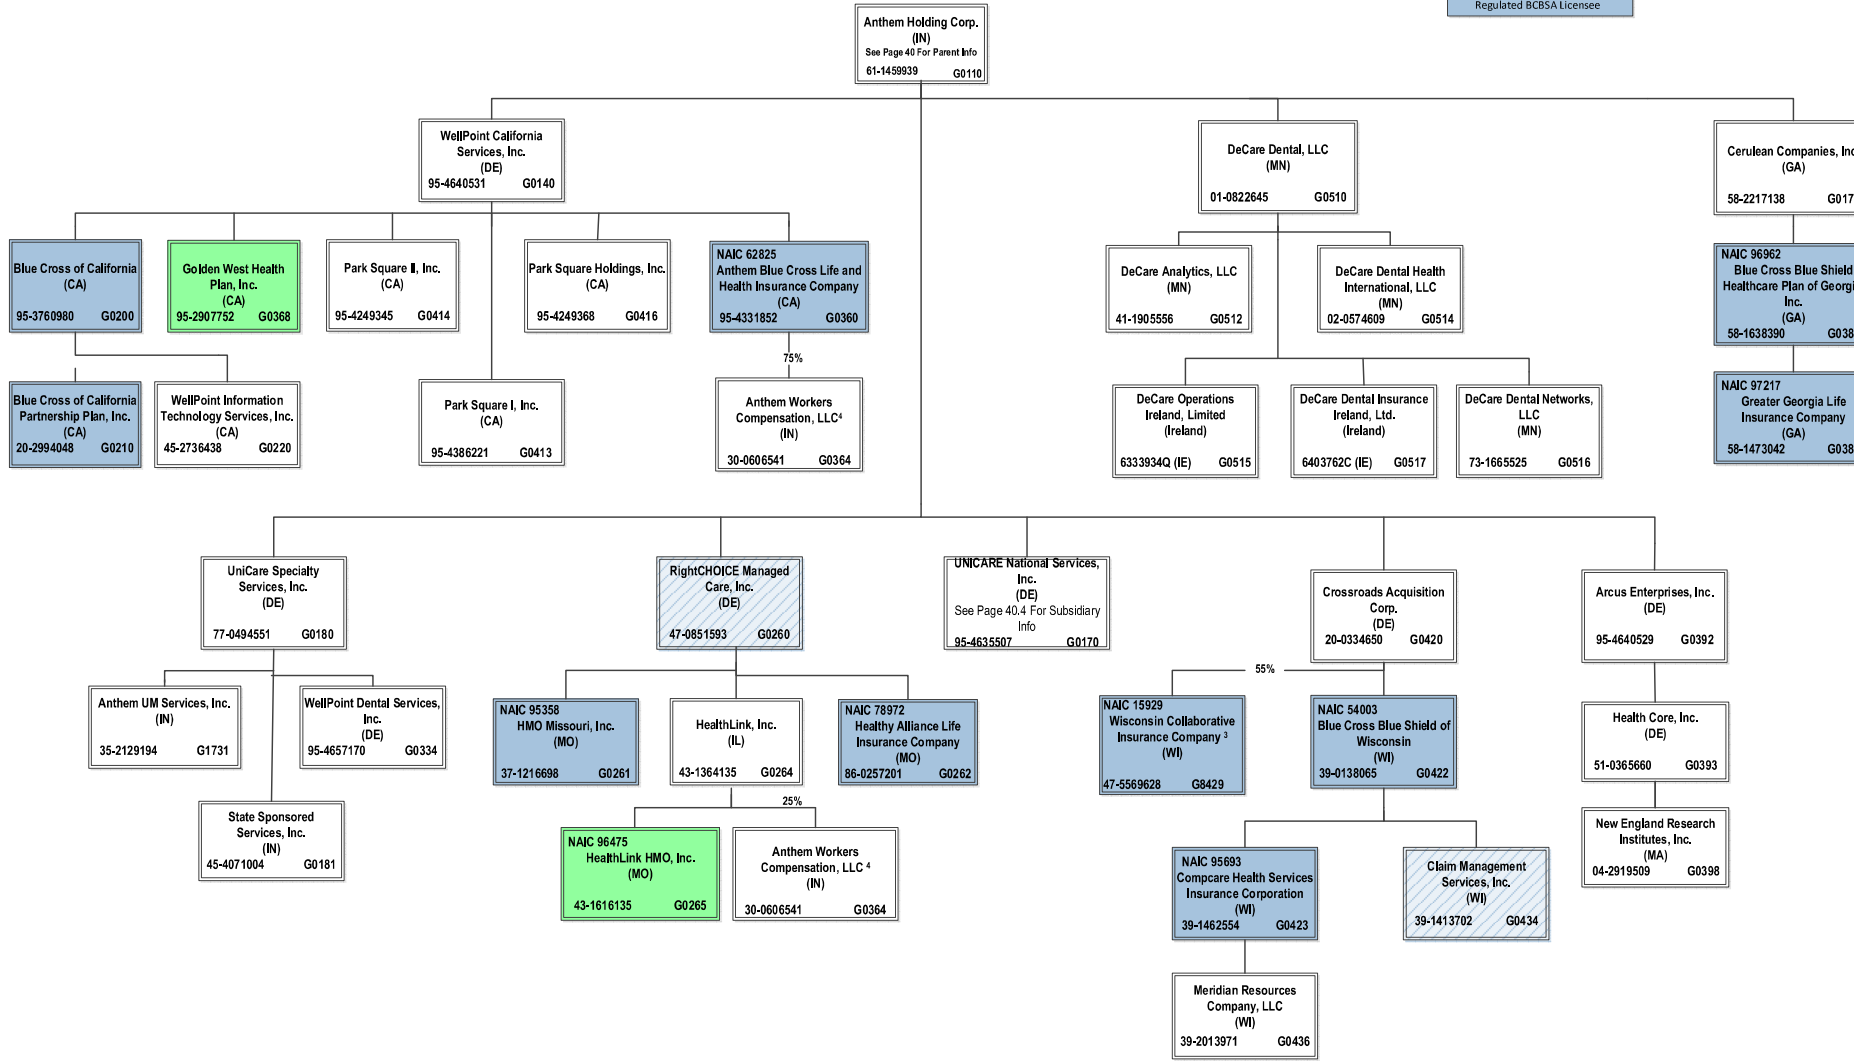 Regulated BCBSA Licensee
Anthem Holding Corp.
(IN)
See Page 40 For Parent Info
61-1459939 G0110
WellPoint California
Services, Inc.
(DE)
95-4640531 G0140
DeCare Dental, LLC
(MN)
01-0822645 G0510
Cerulean Companies, Inc
(GA)
58-2217138 G017
Blue Cross of California
(CA)
95-3760980 G0200
Golden West Health
Plan, Inc.
(CA)
95-2907752 G0368
Park Square II, Inc.
(CA)
95-4249345 G0414
Park Square Holdings, Inc.
(CA)
95-4249368 G0416
NAIC 62825
Anthem Blue Cross Life and
Health Insurance Company
(CA)
95-4331852 G0360
DeCare Analytics, LLC
(MN)
41-1905556 G0512
DeCare Dental Health
International, LLC
(MN)
02-0574609 G0514
NAIC 96962
Blue Cross Blue Shield
Healthcare Plan of Georgi
Inc.
(GA)
58-1638390 G038
75%
Blue Cross of California
Partnership Plan, Inc.
(CA)
20-2994048 G0210
WellPoint Information
Technology Services, Inc.
(CA)
45-2736438 G0220
Park Square I, Inc.
(CA)
95-4386221 G0413
Anthem Workers
Compensation, LLC⁴
(IN)
30-0606541 G0364
DeCare Operations
Ireland, Limited
(Ireland)
6333934Q (IE) G0515
DeCare Dental Insurance
Ireland, Ltd.
(Ireland)
6403762C (IE) G0517
DeCare Dental Networks,
LLC
(MN)
73-1665525 G0516
NAIC 97217
Greater Georgia Life
Insurance Company
(GA)
58-1473042 G038
UniCare Specialty
Services, Inc.
(DE)
77-0494551 G0180
RightCHOICE Managed
Care, Inc.
(DE)
47-0851593 G0260
UNICARE National Services,
Inc.
(DE)
See Page 40.4 For Subsidiary
Info
95-4635507 G0170
Crossroads Acquisition
Corp.
(DE)
20-0334650 G0420
Arcus Enterprises, Inc.
(DE)
95-4640529 G0392
55%
Anthem UM Services, Inc.
(IN)
35-2129194 G1731
WellPoint Dental Services,
Inc.
(DE)
95-4657170 G0334
NAIC 95358
HMO Missouri, Inc.
(MO)
37-1216698 G0261
HealthLink, Inc.
(IL)
43-1364135 G0264
NAIC 78972
Healthy Alliance Life
Insurance Company
(MO)
86-0257201 G0262
NAIC 15929
Wisconsin Collaborative
Insurance Company ³
(WI)
47-5569628 G8429
NAIC 54003
Blue Cross Blue Shield of
Wisconsin
(WI)
39-0138065 G0422
Health Core, Inc.
(DE)
51-0365660 G0393
25%
State Sponsored
Services, Inc.
(IN)
45-4071004 G0181
NAIC 96475
HealthLink HMO, Inc.
(MO)
43-1616135 G0265
Anthem Workers
Compensation, LLC ⁴
(IN)
30-0606541 G0364
NAIC 95693
Compcare Health Services
Insurance Corporation
(WI)
39-1462554 G0423
Claim Management
Services, Inc.
(WI)
39-1413702 G0434
New England Research
Institutes, Inc.
(MA)
04-2919509 G0398
Meridian Resources
Company, LLC
(WI)
39-2013971 G0436